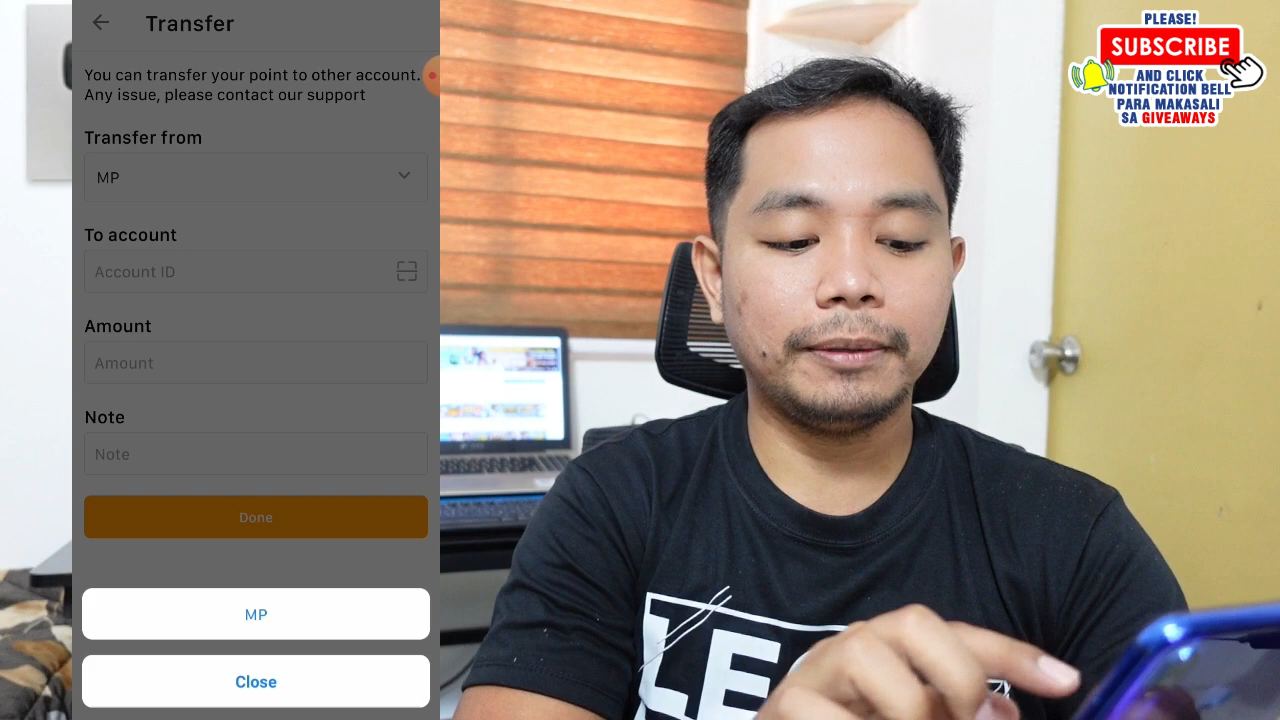 Transfer
You can transfer your point to other account.
Any issue, please contact our support
Transfer from
MP
To account
Account ID
Amount
Amount
Note
Note
Done
MP
Close
PLEASE!
SUBSCRIBE
AND CLICK
NOTIFICATION BELL
PARA MAKASALI
SA GIVEAWAYS